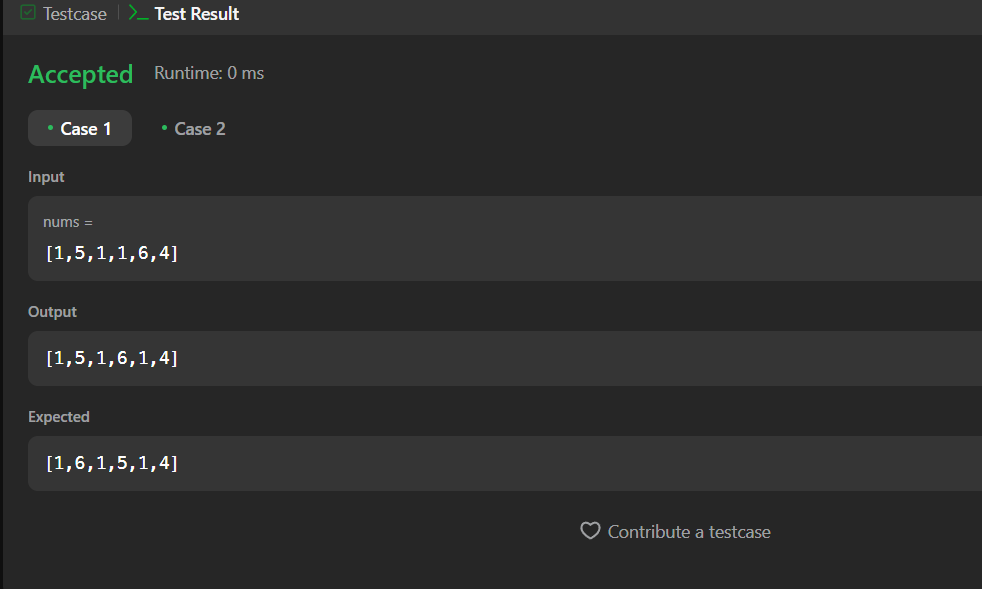 Testcase
Test Result
Accepted Runtime: 0 ms
Case 1 Case 2
Input
nums =
[1,5,1,1,6,4]
Output
[1,5,1,6,1,4]
Expected
[1,6,1,5,1,4]
Contribute a testcase